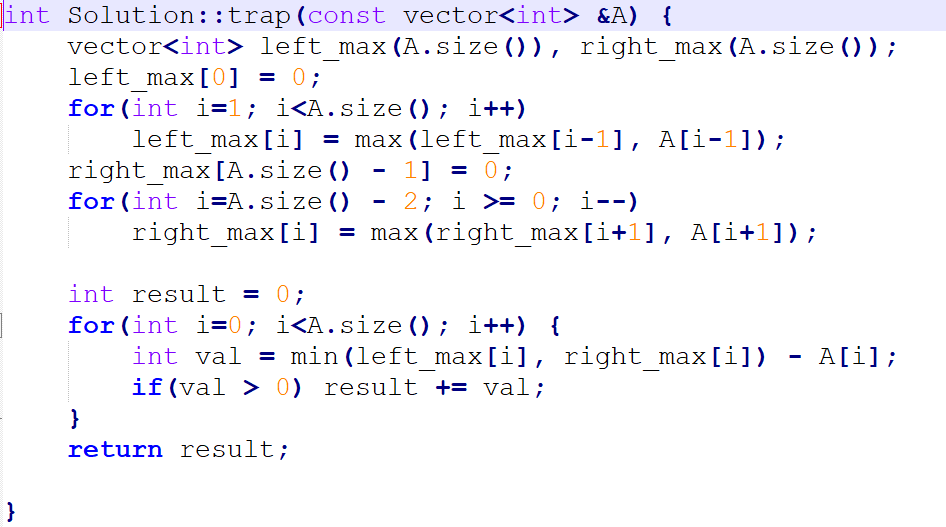 int Solution::trap(const vector<int> &A) {
    vector<int> left_max(A.size()), right_max(A.size());
    left_max[0] = 0;
    for(int i=1; i<A.size(); i++)
        left_max[i] = max(left_max[i-1], A[i-1]);
    right_max[A.size() - 1] = 0;
    for(int i=A.size() - 2; i >= 0; i--)
        right_max[i] = max(right_max[i+1], A[i+1]);

    int result = 0;
    for(int i=0; i<A.size(); i++) {
        int val = min(left_max[i], right_max[i]) - A[i];
        if(val > 0) result += val;
    }
    return result;

}